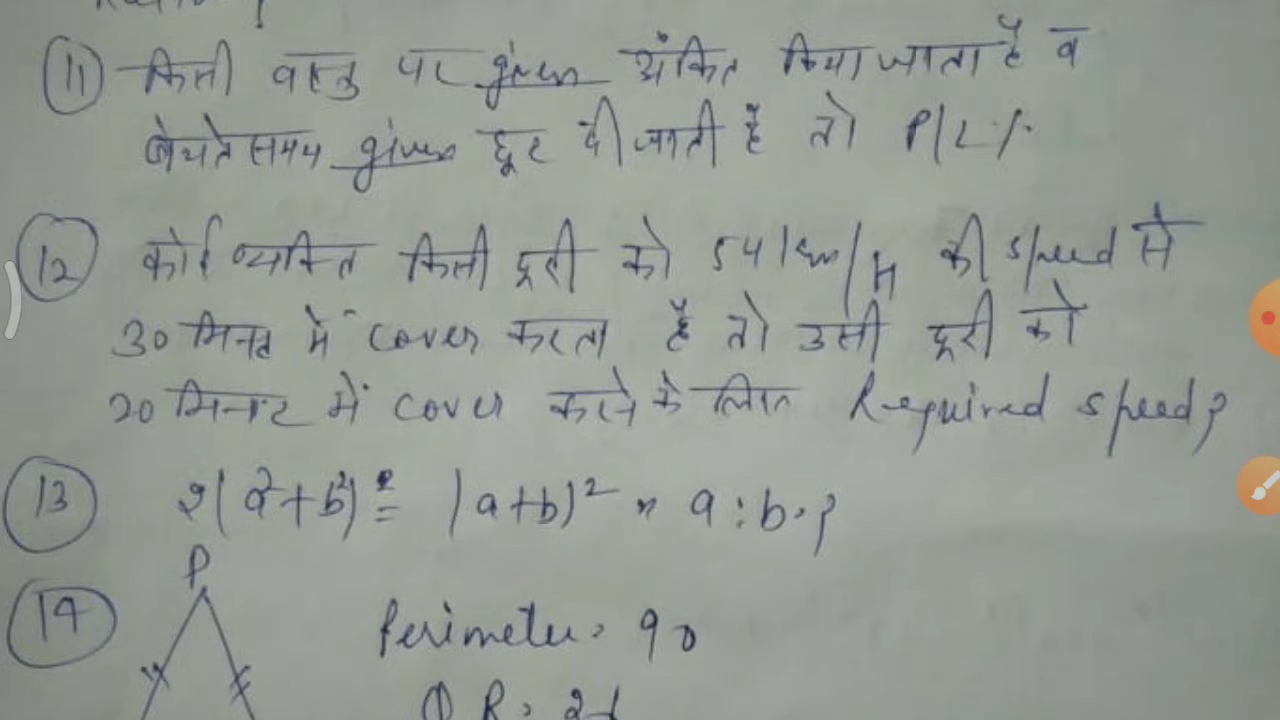 (11) किसी वस्तु पर given अंकित किया जाता है व
बेचते समय given छूट दी जाती है तो P/L%
(12) कोई व्यक्ति किसी दूरी को 54 km/H की speed से
30 मिनट में cover करता है तो उसी दूरी को
20 मिनट में cover करने के लिए Required speed?
(13) 2(a²+b²) = (a+b)² a:b.?
P
(14) Perimeter = 90
QR =